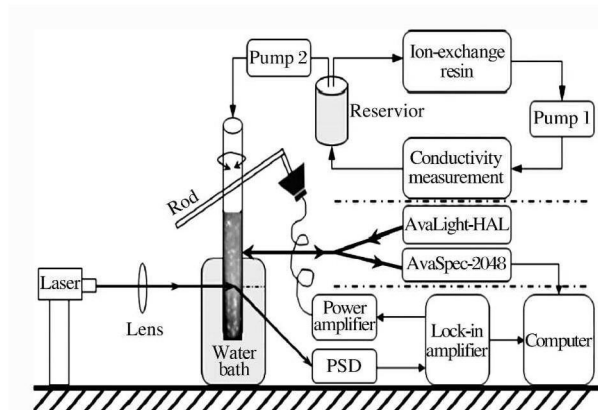 Pump 2
Ion-exchange
resin
Reservior
Pump 1
Conductivity
measurement
Rod
AvaLight-HAL
AvaSpec-2048
Laser
Lens
Power
amplifier
Lock-in
amplifier
Computer
Water
bath
PSD